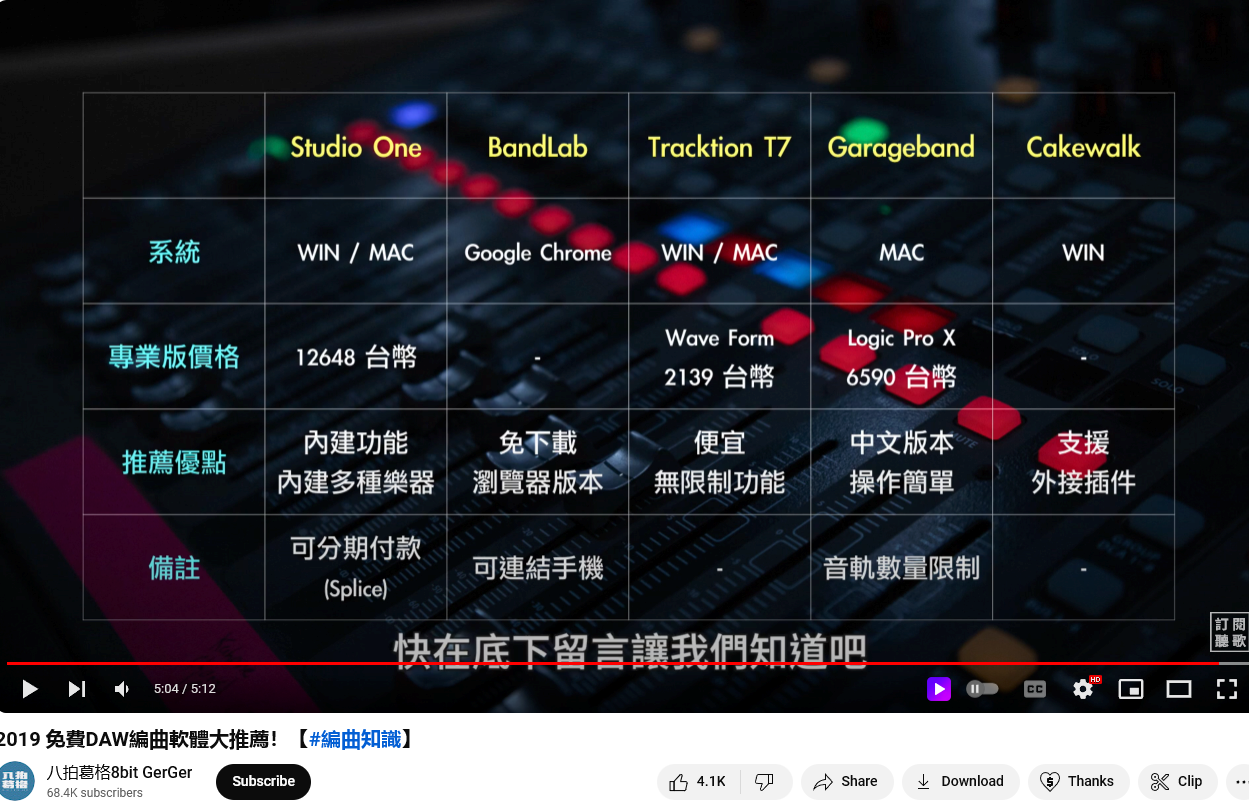 Studio One BandLab Tracktion T7 Garageband Cakewalk
系統 WIN / MAC Google Chrome WIN / MAC MAC WIN
專業版價格 12648 台幣 - Wave Form 2139 台幣 Logic Pro X 6590 台幣 -
推薦優點 內建功能 內建多種樂器 免下載 瀏覽器版本 便宜 無限制功能 中文版本 操作簡單 支援 外接插件
備註 可分期付款 (Splice) 可連結手機 - 音軌數量限制 -
快在底下留言讓我們知道吧
訂閱
聽歌
5:04 / 5:12 CC HD
2019 免費DAW編曲軟體大推薦！【#編曲知識】
八拍葛格8bit GerGer
68.4K subscribers
Subscribe
4.1K Share Download Thanks Clip
八拍
葛格